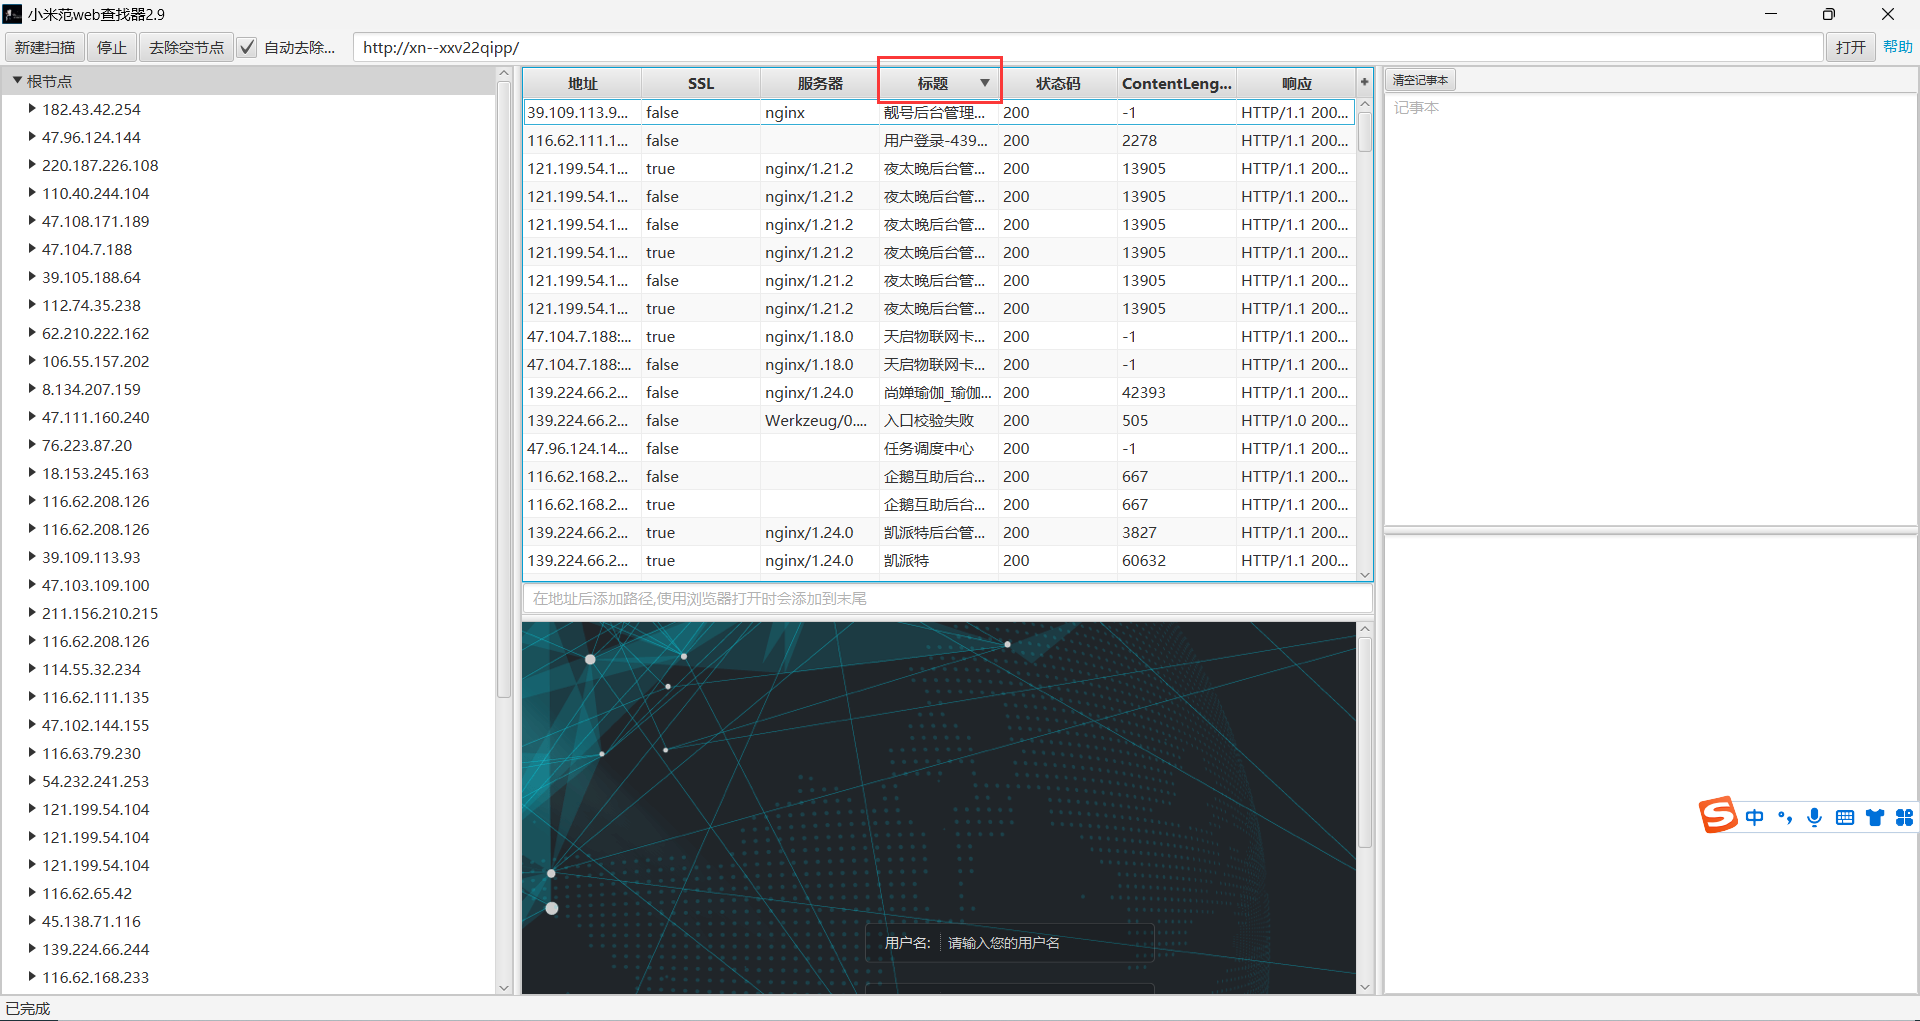 小米范web查找器2.9
新建扫描 停止 去除空节点 自动去除... http://xn--xxv22qipp/ 打开 帮助
根节点
182.43.42.254
47.96.124.144
220.187.226.108
110.40.244.104
47.108.171.189
47.104.7.188
39.105.188.64
112.74.35.238
62.210.222.162
106.55.157.202
8.134.207.159
47.111.160.240
76.223.87.20
18.153.245.163
116.62.208.126
116.62.208.126
39.109.113.93
47.103.109.100
211.156.210.215
116.62.208.126
114.55.32.234
116.62.111.135
47.102.144.155
116.63.79.230
54.232.241.253
121.199.54.104
121.199.54.104
121.199.54.104
116.62.65.42
45.138.71.116
139.224.66.244
116.62.168.233
地址 SSL 服务器 标题 状态码 ContentLeng... 响应
39.109.113.9... false nginx 靓号后台管理... 200 -1 HTTP/1.1 200...
116.62.111.1... false 用户登录-439... 200 2278 HTTP/1.1 200...
121.199.54.1... true nginx/1.21.2 夜太晚后台管... 200 13905 HTTP/1.1 200...
121.199.54.1... false nginx/1.21.2 夜太晚后台管... 200 13905 HTTP/1.1 200...
121.199.54.1... false nginx/1.21.2 夜太晚后台管... 200 13905 HTTP/1.1 200...
121.199.54.1... true nginx/1.21.2 夜太晚后台管... 200 13905 HTTP/1.1 200...
121.199.54.1... false nginx/1.21.2 夜太晚后台管... 200 13905 HTTP/1.1 200...
121.199.54.1... true nginx/1.21.2 夜太晚后台管... 200 13905 HTTP/1.1 200...
47.104.7.188:... true nginx/1.18.0 天启物联网卡... 200 -1 HTTP/1.1 200...
47.104.7.188:... false nginx/1.18.0 天启物联网卡... 200 -1 HTTP/1.1 200...
139.224.66.2... false nginx/1.24.0 尚婵瑜伽_瑜伽... 200 42393 HTTP/1.1 200...
139.224.66.2... false Werkzeug/0.... 入口校验失败 200 505 HTTP/1.0 200...
47.96.124.14... false 任务调度中心 200 -1 HTTP/1.1 200...
116.62.168.2... false 企鹅互助后台... 200 667 HTTP/1.1 200...
116.62.168.2... true 企鹅互助后台... 200 667 HTTP/1.1 200...
139.224.66.2... true nginx/1.24.0 凯派特后台管... 200 3827 HTTP/1.1 200...
139.224.66.2... true nginx/1.24.0 凯派特 200 60632 HTTP/1.1 200...
在地址后添加路径,使用浏览器打开时会添加到末尾
用户名: 请输入您的用户名
清空记事本
记事本
中
已完成